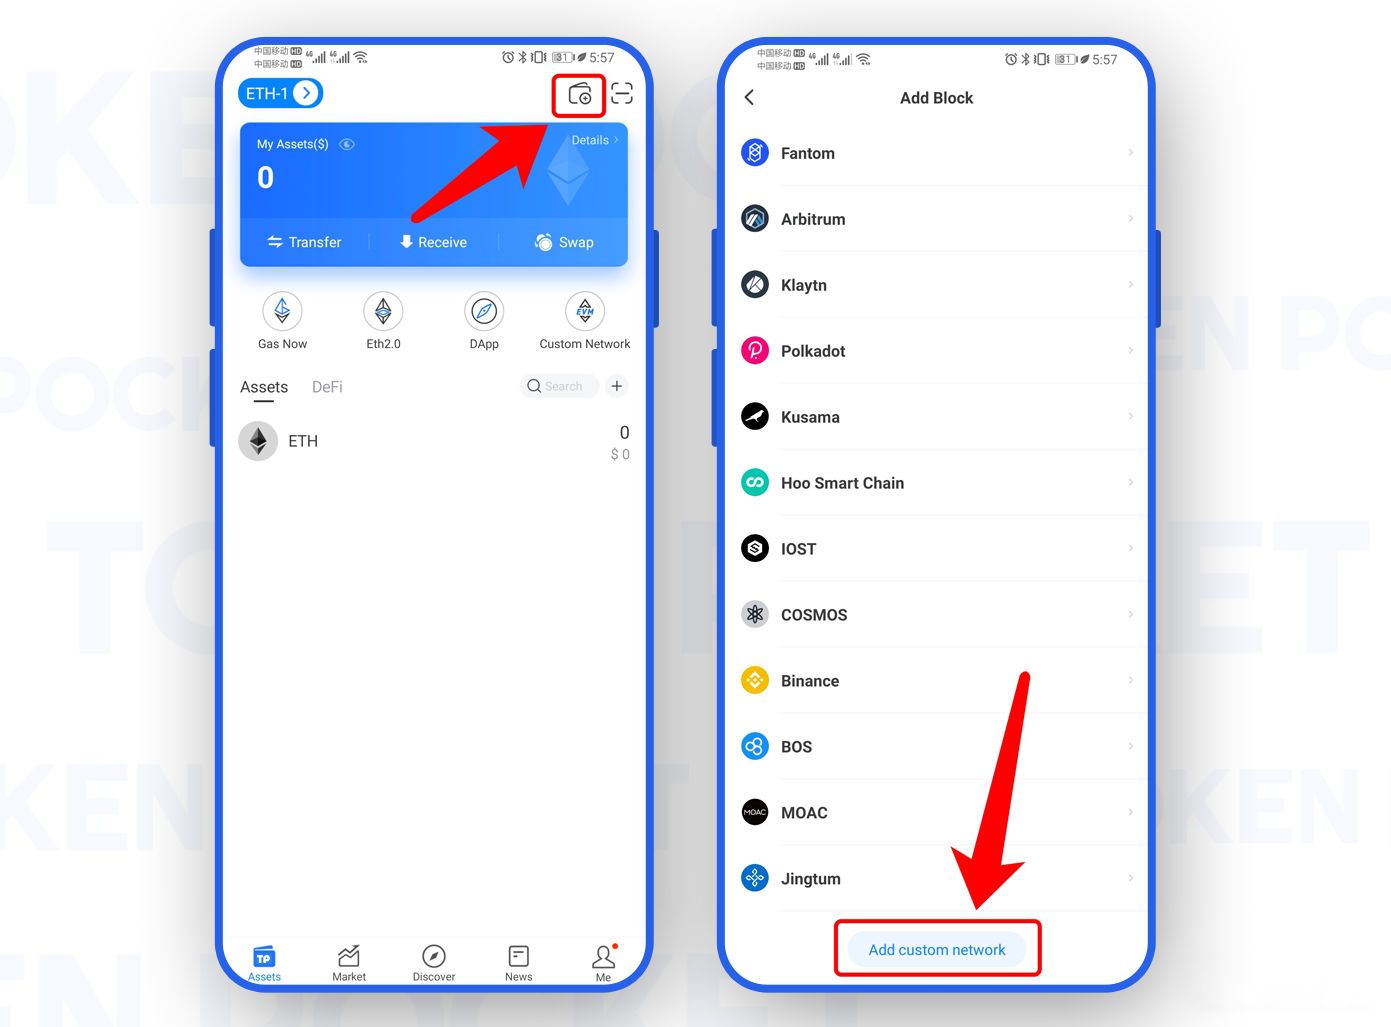 中国移动 HD 4G 4G
中国移动 HD
31 5:57
ETH-1
My Assets($)
Details
0
Transfer
Receive
Swap
EVM
Gas Now
Eth2.0
DApp
Custom Network
Assets
DeFi
Search
ETH
0
$ 0
TP
Assets
Market
Discover
News
Me
中国移动 HD 4G 4G
中国移动 HD
31 5:57
Add Block
Fantom
Arbitrum
Klaytn
Polkadot
Kusama
Hoo Smart Chain
IOST
COSMOS
Binance
BOS
MOAC
MOAC
Jingtum
Add custom network